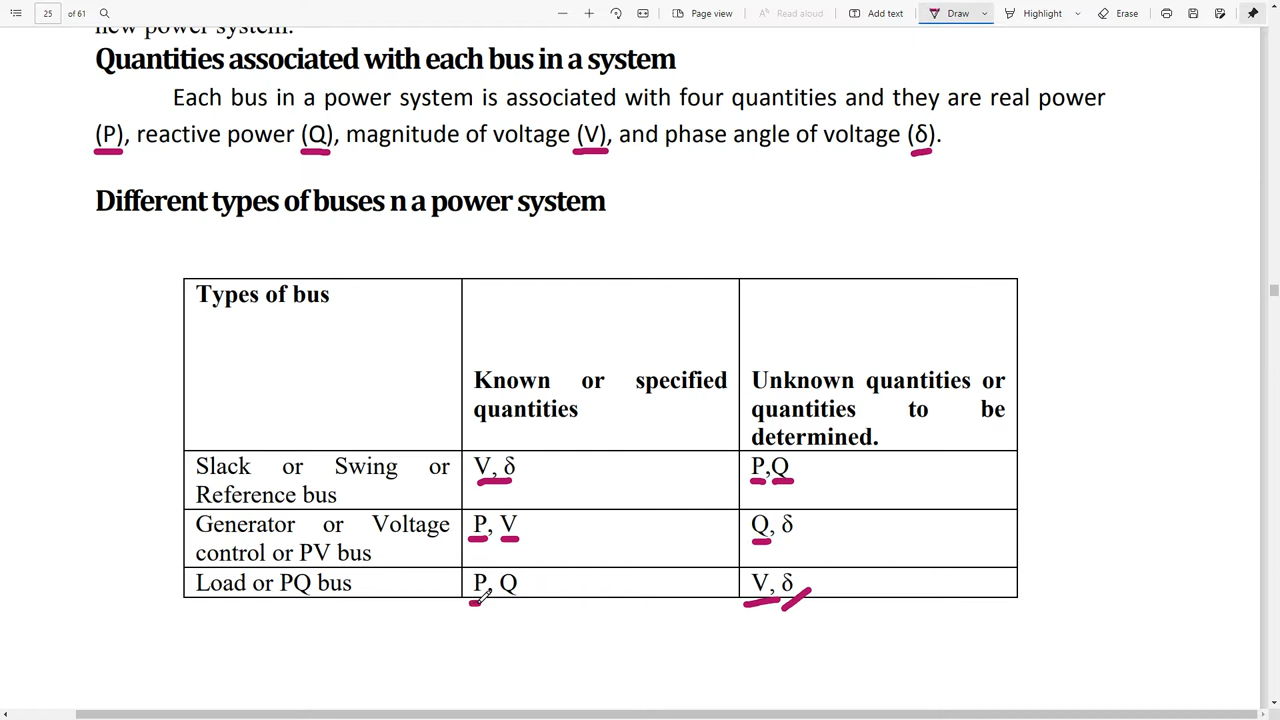 25 of 61 Page view Read aloud Add text Draw Highlight Erase
new power system.
Quantities associated with each bus in a system
Each bus in a power system is associated with four quantities and they are real power
(P), reactive power (Q), magnitude of voltage (V), and phase angle of voltage (δ).
Different types of buses n a power system
Types of bus
Known or specified
quantities
Unknown quantities or
quantities to be
determined.
Slack or Swing or
Reference bus
V, δ
P,Q
Generator or Voltage
control or PV bus
P, V
Q, δ
Load or PQ bus
P, Q
V, δ